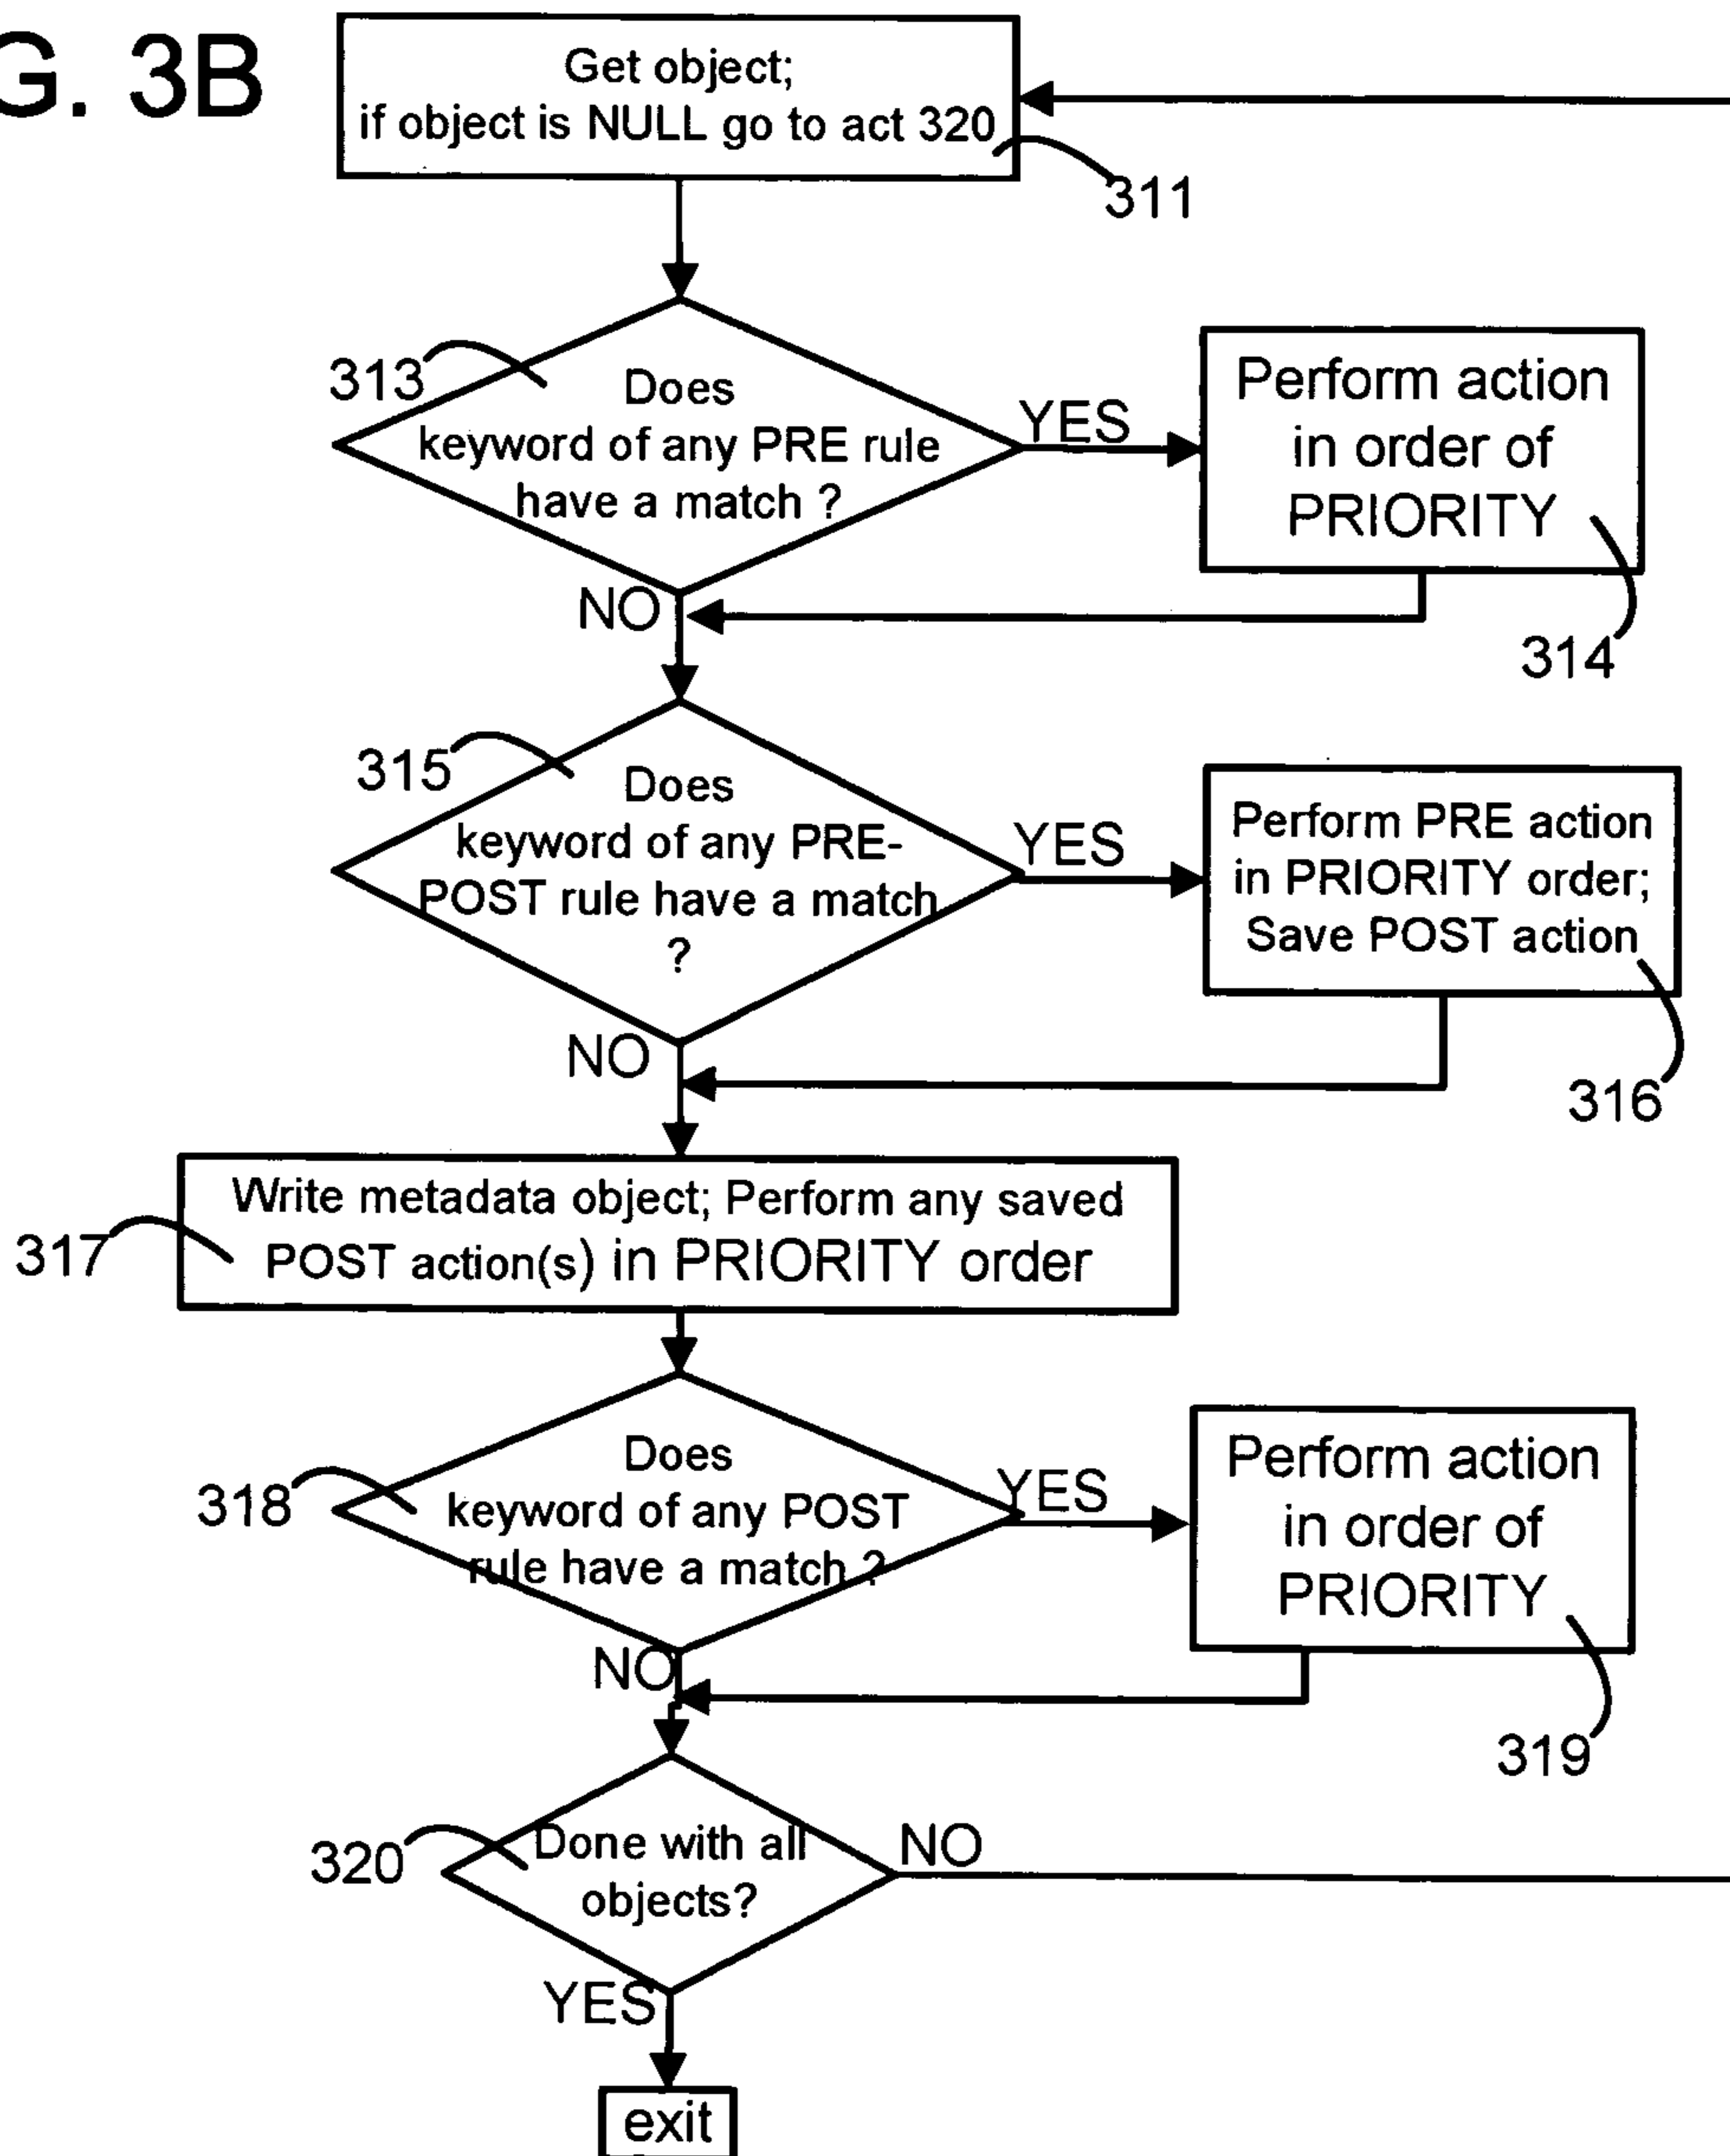 G. 3B
Get object;
if object is NULL go to act 320
311
313
Does
keyword of any PRE rule
have a match ?
YES
Perform action
in order of
PRIORITY
314
NO
315
Does
keyword of any PRE-
POST rule have a match
?
YES
Perform PRE action
in PRIORITY order;
Save POST action
316
NO
Write metadata object; Perform any saved
POST action(s) in PRIORITY order
317
318
Does
keyword of any POST
rule have a match ?
YES
Perform action
in order of
PRIORITY
319
NO
320
Done with all
objects?
NO
YES
exit